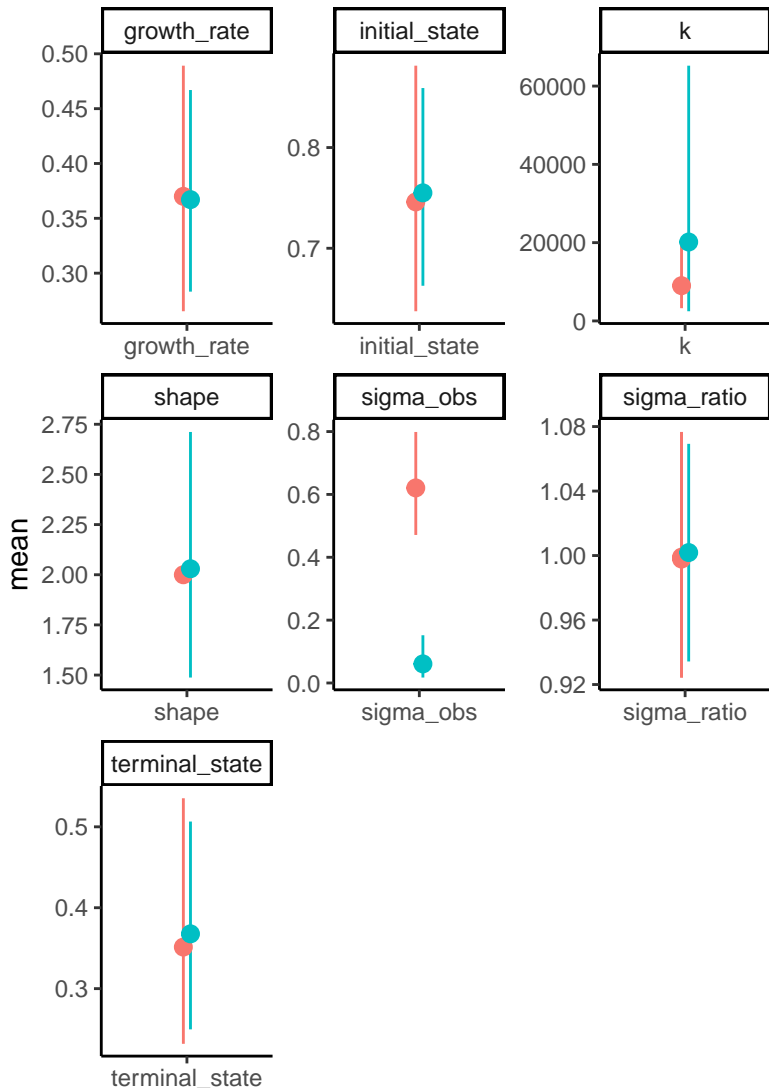 growth_rate
initial_state
k
0.50
0.45
0.40
0.35
0.30
0.8
0.7
60000
40000
20000
0
growth_rate
initial_state
k
shape
sigma_obs
sigma_ratio
mean
2.75
2.50
2.25
2.00
1.75
1.50
0.8
0.6
0.4
0.2
0.0
1.08
1.04
1.00
0.96
0.92
shape
sigma_obs
sigma_ratio
terminal_state
0.5
0.4
0.3
terminal_state